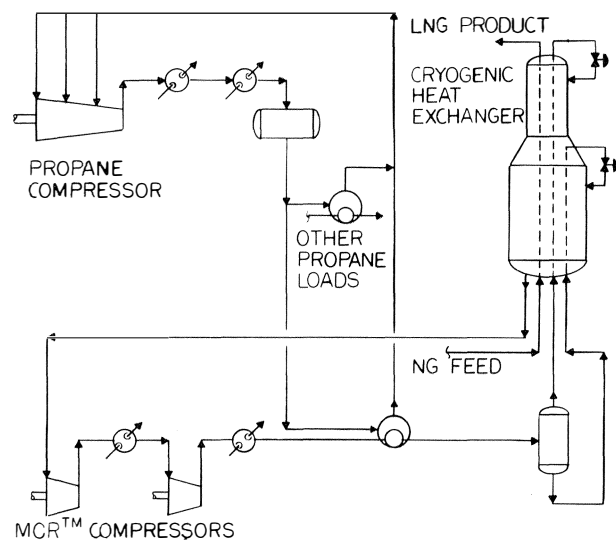 LNG PRODUCT
CRYOGENIC
HEAT
EXCHANGER
PROPANE
COMPRESSOR
OTHER
PROPANE
LOADS
NG FEED
MCR™ COMPRESSORS